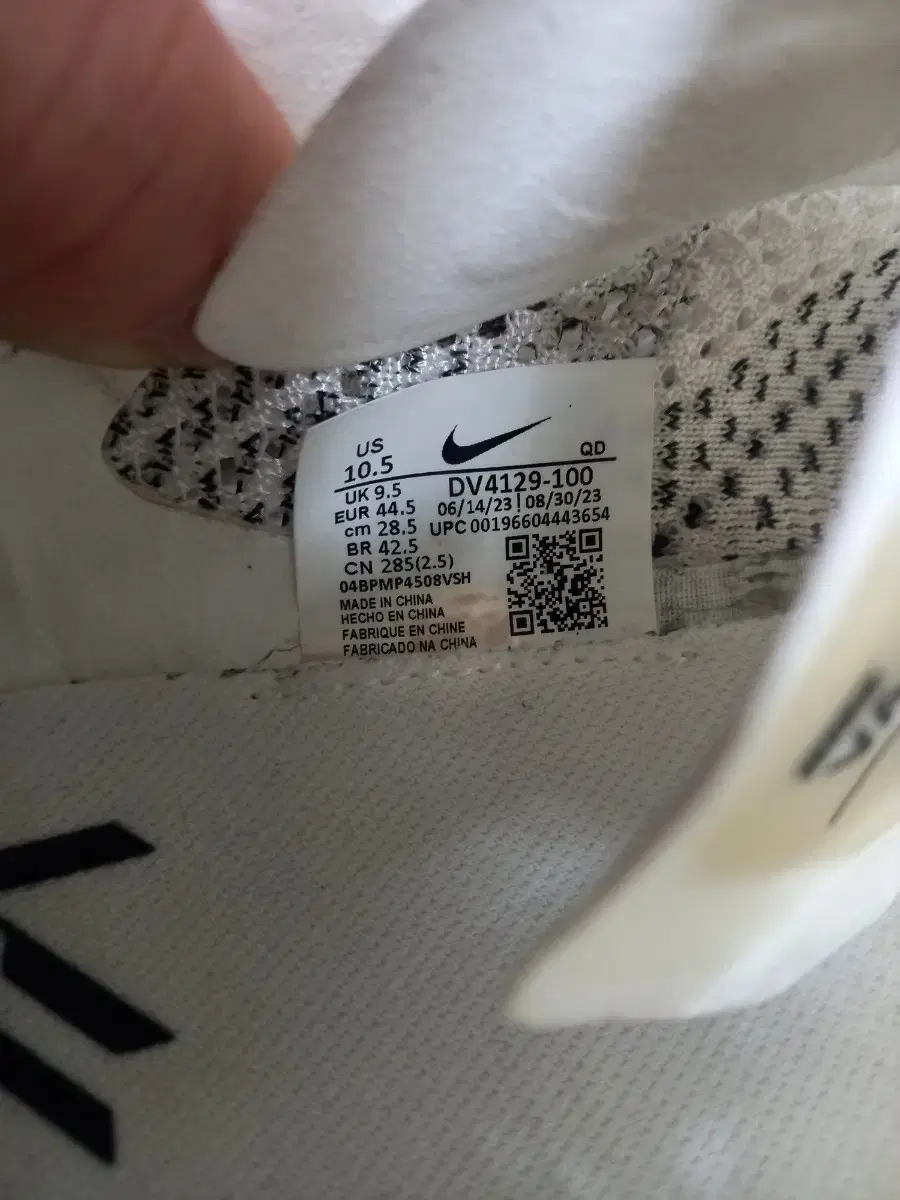 US
10.5
QD
UK 9.5
DV4129-100
EUR 44.5
06/14/23 | 08/30/23
cm 28.5
UPC 00196604443654
BR 42.5
CN 285(2.5)
04BPMP4508VSH
MADE IN CHINA
HECHO EN CHINA
FABRIQUE EN CHINE
FABRICADO NA CHINA